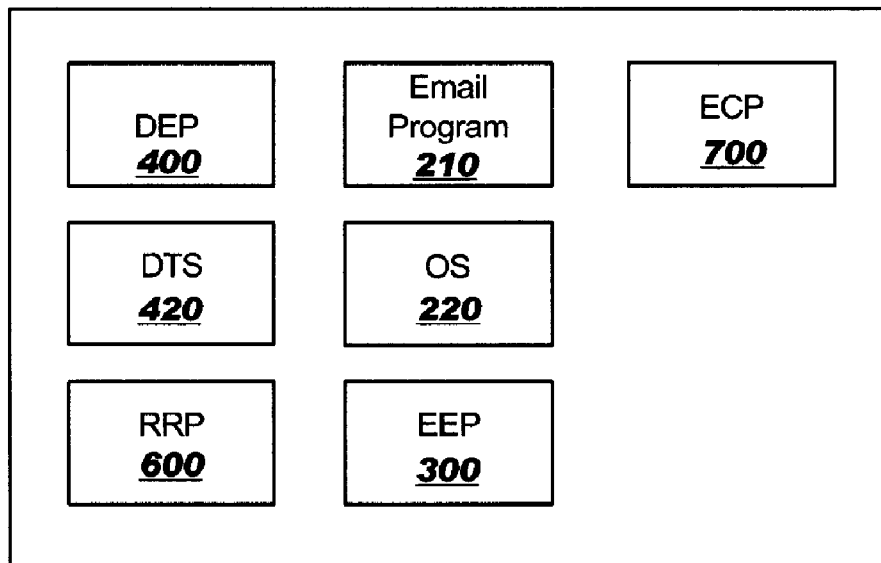 DEP
400
Email
Program
210
ECP
700
DTS
420
OS
220
RRP
600
EEP
300